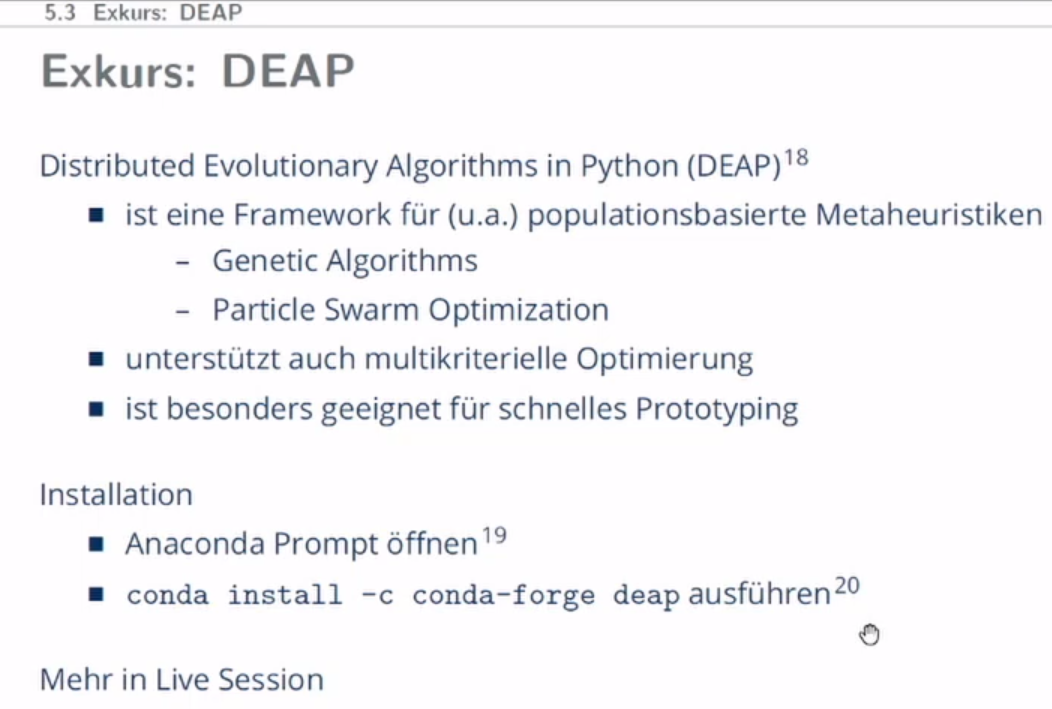 5.3 Exkurs: DEAP
Exkurs: DEAP
Distributed Evolutionary Algorithms in Python (DEAP)18
■ ist eine Framework für (u.a.) populationsbasierte Metaheuristiken
– Genetic Algorithms
– Particle Swarm Optimization
■ unterstützt auch multikriterielle Optimierung
■ ist besonders geeignet für schnelles Prototyping
Installation
■ Anaconda Prompt öffnen19
■ conda install -c conda-forge deap ausführen20
Mehr in Live Session